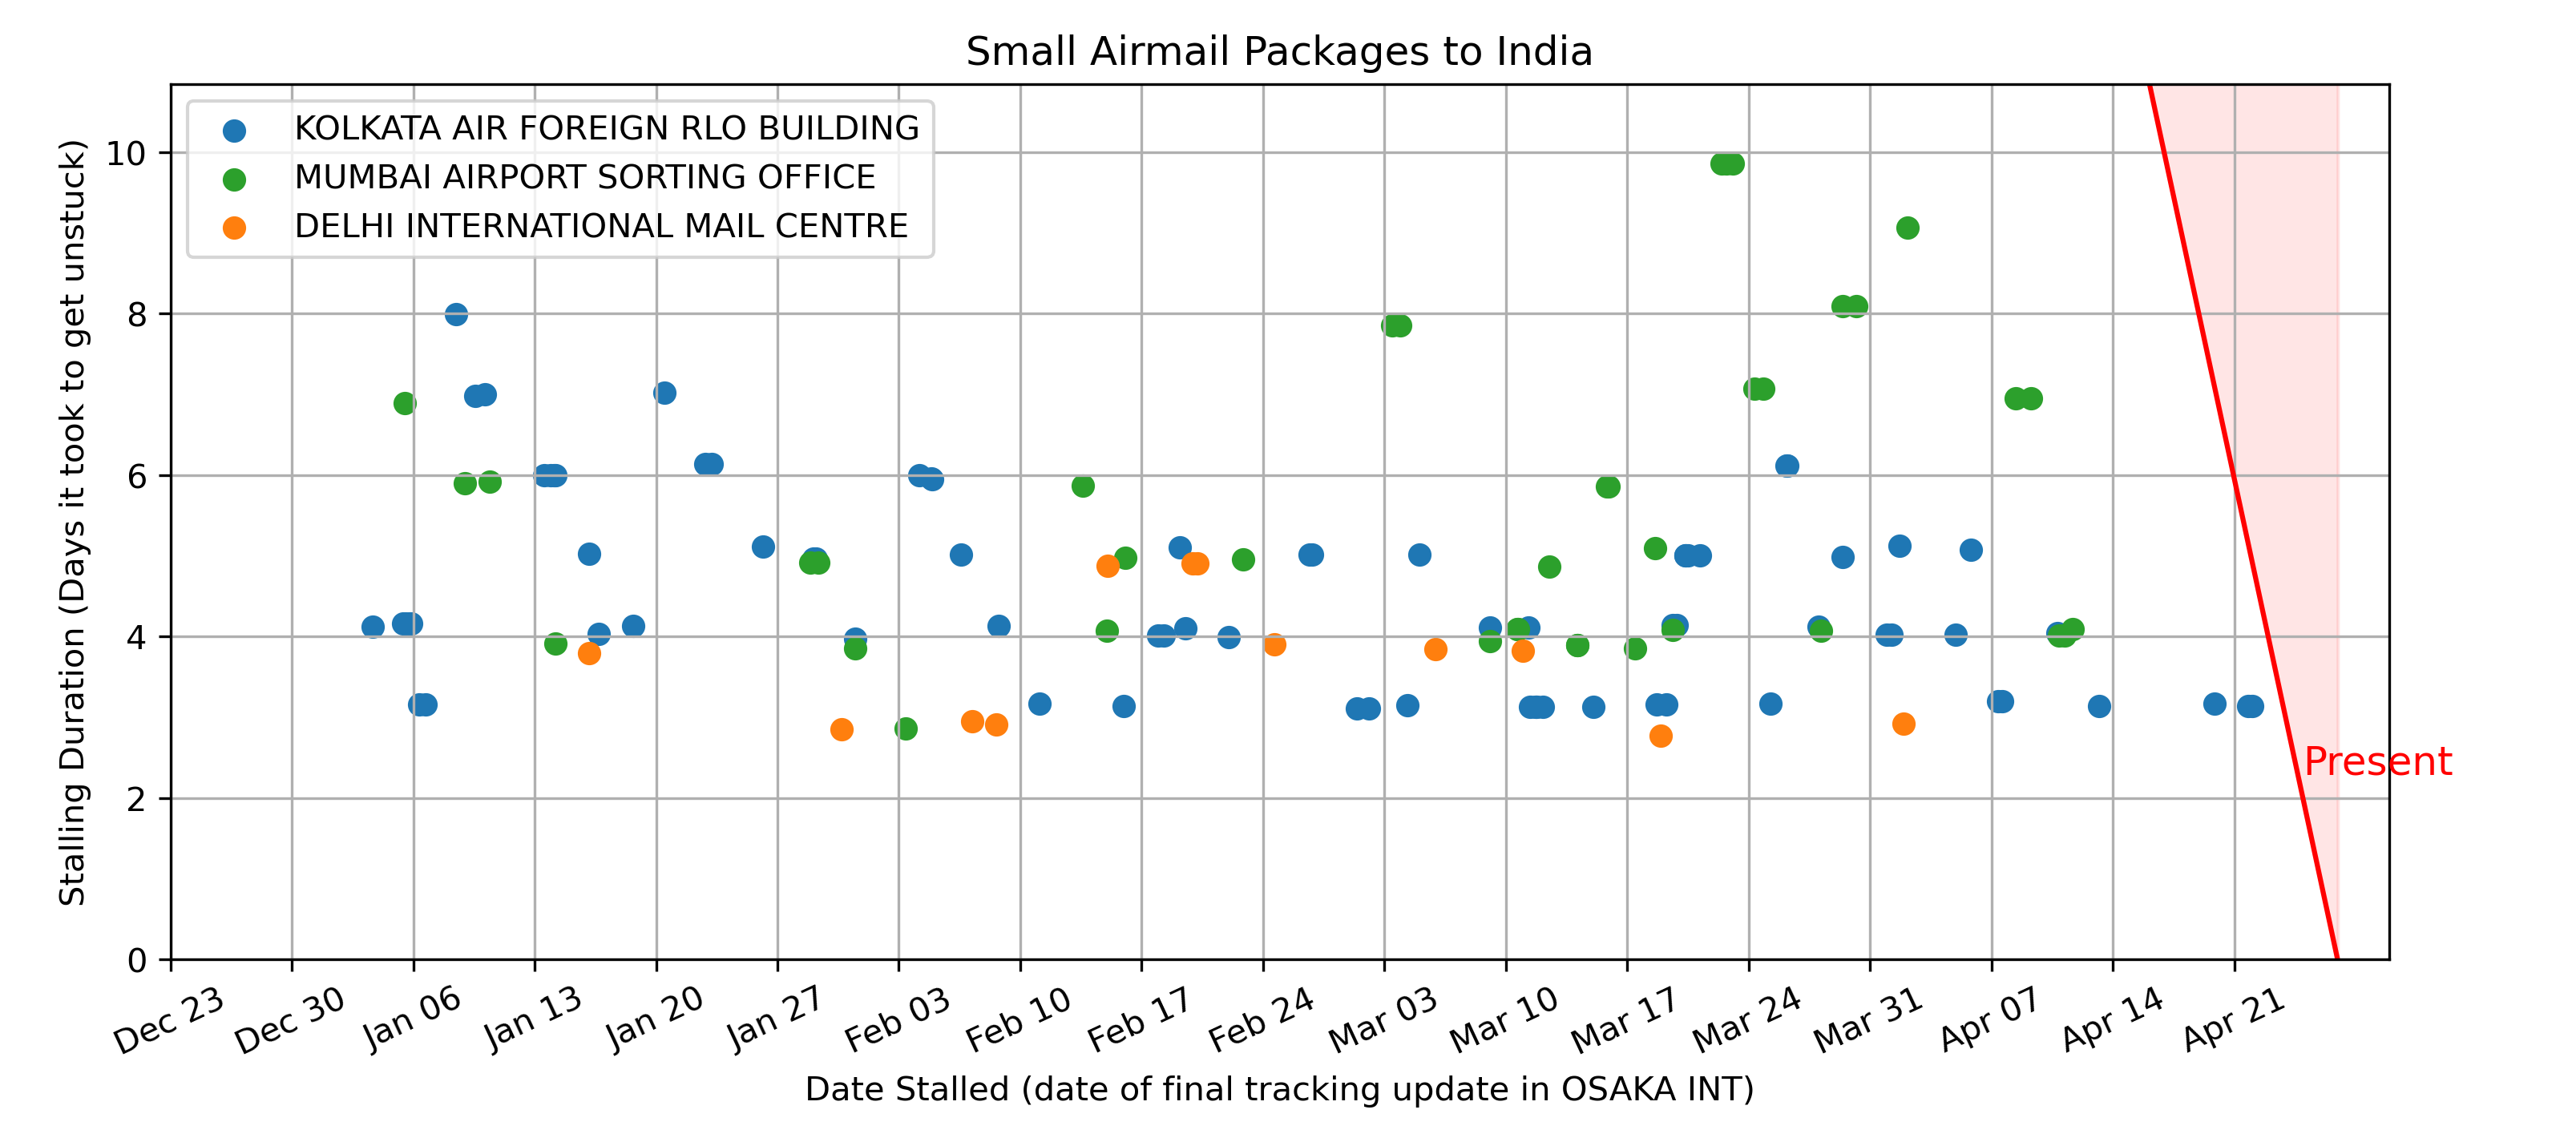 Small Airmail Packages to India
KOLKATA AIR FOREIGN RLO BUILDING
MUMBAI AIRPORT SORTING OFFICE
DELHI INTERNATIONAL MAIL CENTRE
Stalling Duration (Days it took to get unstuck)
10
8
6
4
2
0
Present
Dec 23 Dec 30 Jan 06 Jan 13 Jan 20 Jan 27 Feb 03 Feb 10 Feb 17 Feb 24 Mar 03 Mar 10 Mar 17 Mar 24 Mar 31 Apr 07 Apr 14 Apr 21
Date Stalled (date of final tracking update in OSAKA INT)